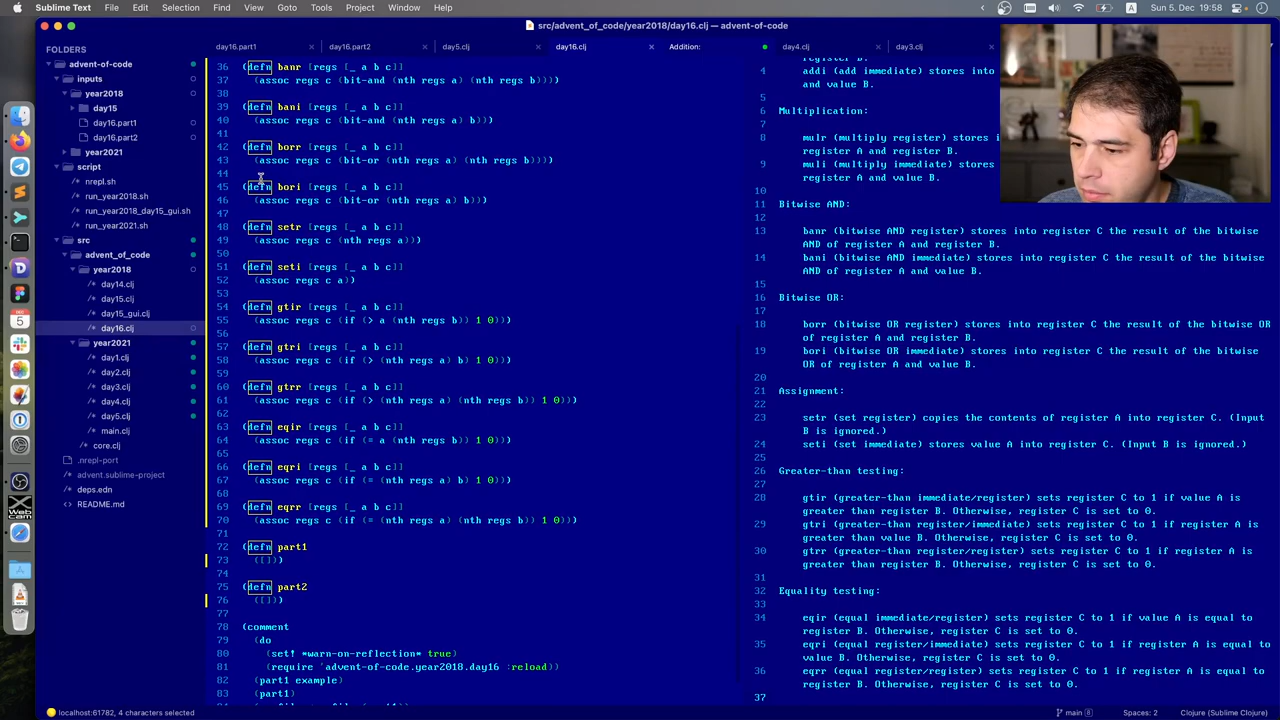 Sublime Text File Edit Selection Find View Goto Tools Project Window Help
Sun 5. Dec 19:58
src/advent_of_code/year2018/day16.clj — advent-of-code
FOLDERS
advent-of-code
inputs
year2018
day15
day16.part1
day16.part2
year2021
script
nrepl.sh
run_year2018.sh
run_year2018_day15_gui.sh
run_year2021.sh
src
advent_of_code
year2018
day14.clj
day15.clj
day15_gui.clj
day16.clj
year2021
day1.clj
day2.clj
day3.clj
day4.clj
day5.clj
main.clj
core.clj
.nrepl-port
advent.sublime-project
deps.edn
README.md
day16.part1 day16.part2 day5.clj day16.clj Addition: day4.clj day3.clj
36 (defn banr [regs [_ a b c]]
37 (assoc regs c (bit-and (nth regs a) (nth regs b))))
38
39 (defn bani [regs [_ a b c]]
40 (assoc regs c (bit-and (nth regs a) b)))
41
42 (defn borr [regs [_ a b c]]
43 (assoc regs c (bit-or (nth regs a) (nth regs b))))
44
45 (defn bori [regs [_ a b c]]
46 (assoc regs c (bit-or (nth regs a) b)))
47
48 (defn setr [regs [_ a b c]]
49 (assoc regs c (nth regs a)))
50
51 (defn seti [regs [_ a b c]]
52 (assoc regs c a))
53
54 (defn gtir [regs [_ a b c]]
55 (assoc regs c (if (> a (nth regs b)) 1 0)))
56
57 (defn gtri [regs [_ a b c]]
58 (assoc regs c (if (> (nth regs a) b) 1 0)))
59
60 (defn gtrr [regs [_ a b c]]
61 (assoc regs c (if (> (nth regs a) (nth regs b)) 1 0)))
62
63 (defn eqir [regs [_ a b c]]
64 (assoc regs c (if (= a (nth regs b)) 1 0)))
65
66 (defn eqri [regs [_ a b c]]
67 (assoc regs c (if (= (nth regs a) b) 1 0)))
68
69 (defn eqrr [regs [_ a b c]]
70 (assoc regs c (if (= (nth regs a) (nth regs b)) 1 0)))
71
72 (defn part1
73 ([]))
74
75 (defn part2
76 ([]))
77
78 (comment
79 (do
80 (set! *warn-on-reflection* true)
81 (require 'advent-of-code.year2018.day16 :reload))
82 (part1 example)
83 (part1)
register B.
4 addi (add immediate) stores into
and value B.
5
6 Multiplication:
7
8 mulr (multiply register) stores i
register A and register B.
9 muli (multiply immediate) stores
register A and value B.
10
11 Bitwise AND:
12
13 banr (bitwise AND register) stores into register C the result of the bitwise
AND of register A and register B.
14 bani (bitwise AND immediate) stores into register C the result of the bitwise
AND of register A and value B.
15
16 Bitwise OR:
17
18 borr (bitwise OR register) stores into register C the result of the bitwise OR
of register A and register B.
19 bori (bitwise OR immediate) stores into register C the result of the bitwise
OR of register A and value B.
20
21 Assignment:
22
23 setr (set register) copies the contents of register A into register C. (Input
B is ignored.)
24 seti (set immediate) stores value A into register C. (Input B is ignored.)
25
26 Greater-than testing:
27
28 gtir (greater-than immediate/register) sets register C to 1 if value A is
greater than register B. Otherwise, register C is set to 0.
29 gtri (greater-than register/immediate) sets register C to 1 if register A is
greater than value B. Otherwise, register C is set to 0.
30 gtrr (greater-than register/register) sets register C to 1 if register A is
greater than register B. Otherwise, register C is set to 0.
31
32 Equality testing:
33
34 eqir (equal immediate/register) sets register C to 1 if value A is equal to
register B. Otherwise, register C is set to 0.
35 eqri (equal register/immediate) sets register C to 1 if register A is equal to
value B. Otherwise, register C is set to 0.
36 eqrr (equal register/register) sets register C to 1 if register A is equal to
register B. Otherwise, register C is set to 0.
37
localhost:61782, 4 characters selected
main 8 Spaces: 2 Clojure (Sublime Clojure)